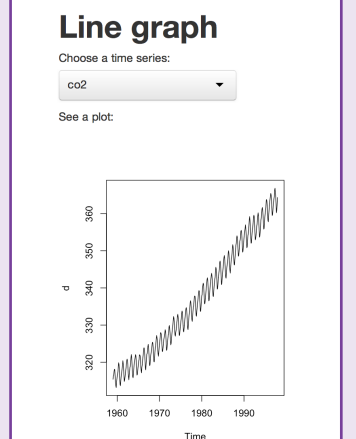 Line graph
Choose a time series:
co2
See a plot:
360
350
340
330
320
d
1960 1970 1980 1990
Time